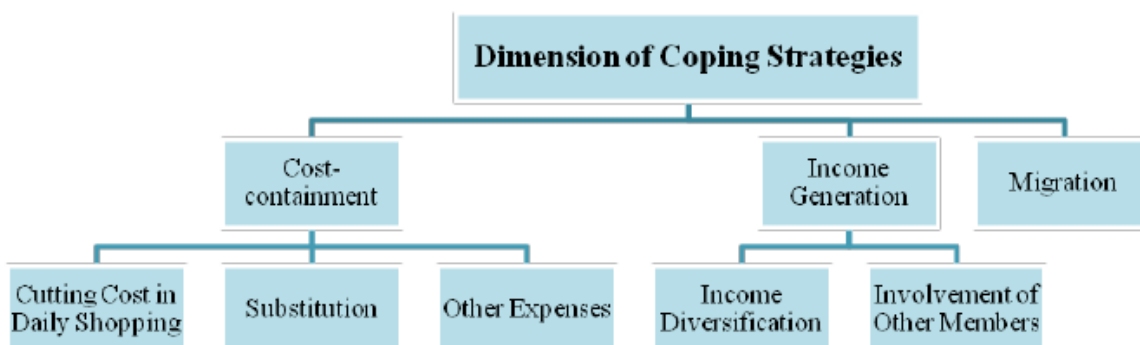 Dimension of Coping Strategies
Cost-
containment
Income
Generation
Migration
Cutting Cost in
Daily Shopping
Substitution
Other Expenses
Income
Diversification
Involvement of
Other Members